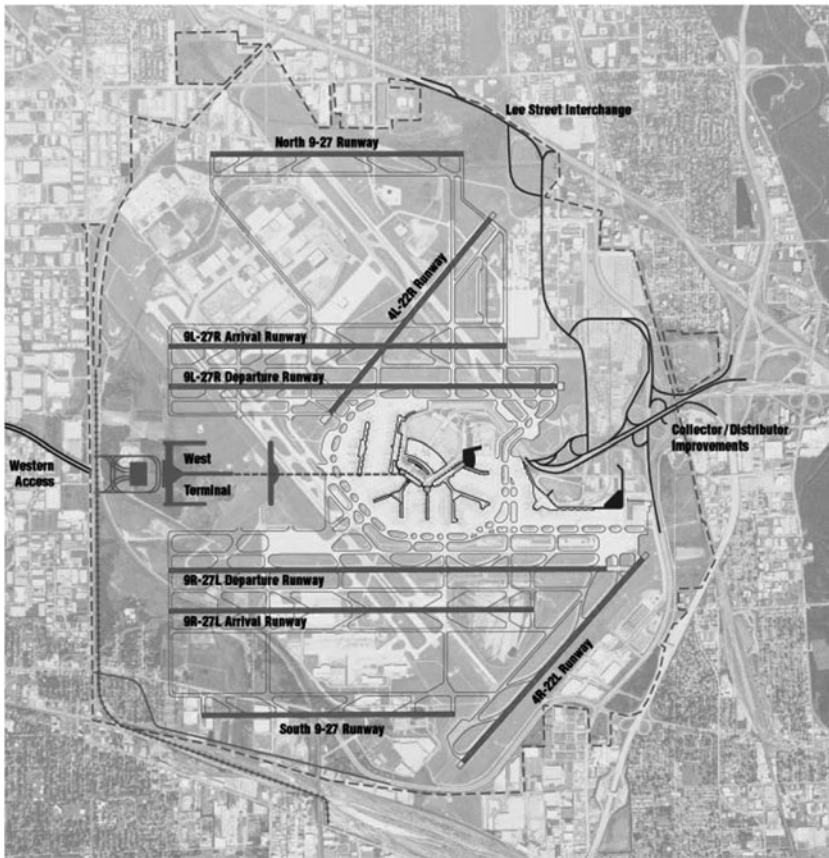 Lee Street Interchange
North 9-27 Runway
4L-22R Runway
9L-27R Arrival Runway
9L-27R Departure Runway
Collector/Distributor
Improvements
Western
Access
West
Terminal
9R-27L Departure Runway
9R-27L Arrival Runway
4R-22L Runway
South 9-27 Runway